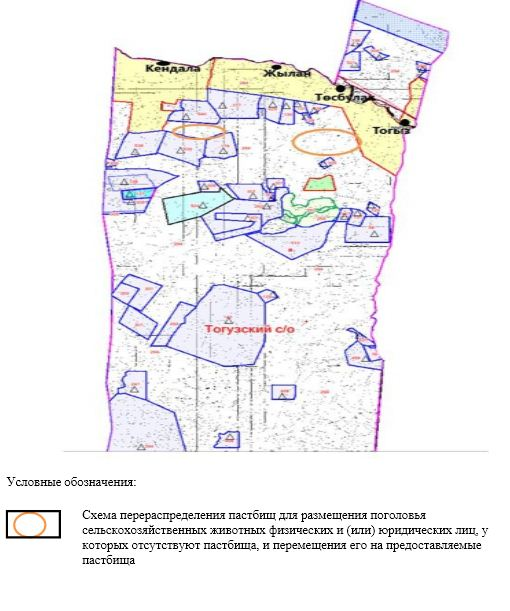 Кендала
Жылан
Төсбулак
Тогыз
Тогузский с/о
Условные обозначения:
Схема перераспределения пастбищ для размещения поголовья
сельскохозяйственных животных физических и (или) юридических лиц, у
которых отсутствуют пастбища, и перемещения его на предоставляемые
пастбища